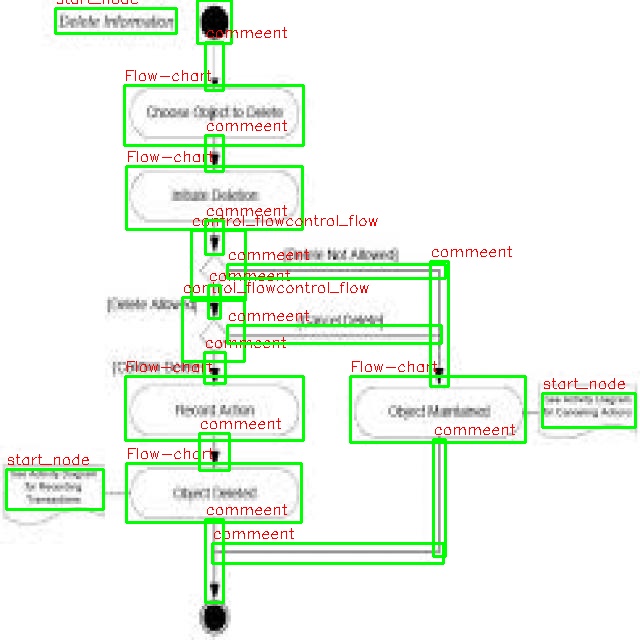 start_node
Delete Information
commeent
Flow-chart
Choose Object to Delete
commeent
Flow-chart
Initiate Deletion
commeent
control_flowcontrol_flow
commeent
[Delete Not Allowed]
commeent
commeent
control_flowcontrol_flow
[Delete Allowed]
commeent
[Cancel Delete]
commeent
Flow-chart
Flow-chart
start_node
Record Action
Object Maintained
See Activity Diagram
for Canceling Actions
commeent
commeent
Flow-chart
start_node
See Activity Diagram
for Recording
Transactions
Object Deleted
commeent
commeent